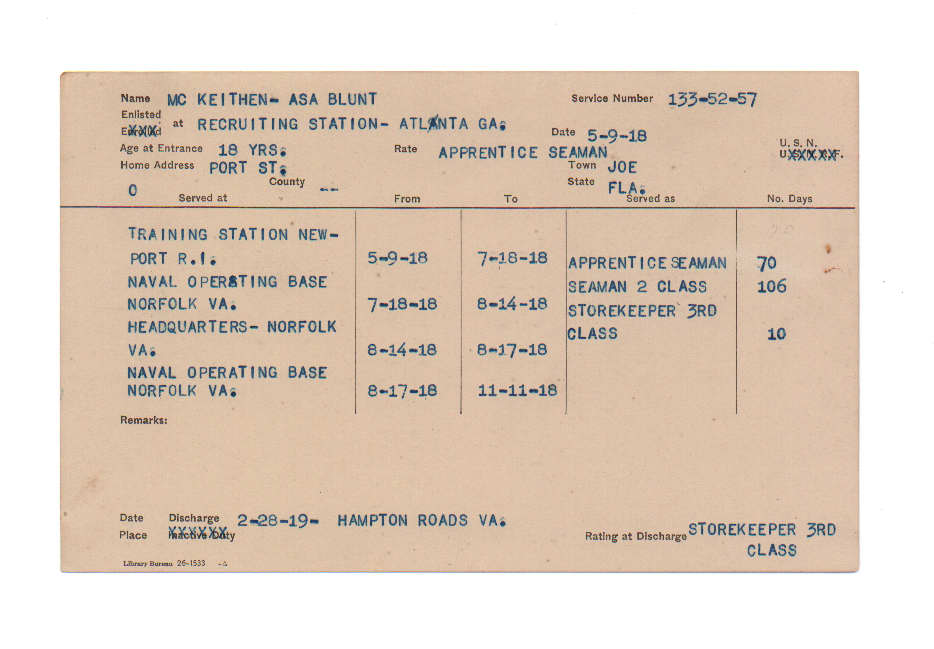 Name MC KEITHEN- ASA BLUNT Service Number 133-52-57
Enlisted
at RECRUITING STATION- ATLANTA GA. Date 5-9-18
Age at Entrance 18 YRS. Rate APPRENTICE SEAMAN U. S. N.
Home Address PORT ST. Town JOE
0 County -- State FLA.
Served at From To Served as No. Days
TRAINING STATION NEW-
PORT R.I. 5-9-18 7-18-18 APPRENTICE SEAMAN 70
NAVAL OPERATING BASE SEAMAN 2 CLASS 106
NORFOLK VA. 7-18-18 8-14-18 STOREKEEPER 3RD
HEADQUARTERS- NORFOLK CLASS 10
VA. 8-14-18 8-17-18
NAVAL OPERATING BASE
NORFOLK VA. 8-17-18 11-11-18
Remarks:
Date Discharge 2-28-19- HAMPTON ROADS VA.
Place Inactive Duty Rating at Discharge STOREKEEPER 3RD
CLASS
Library Bureau 26-1533